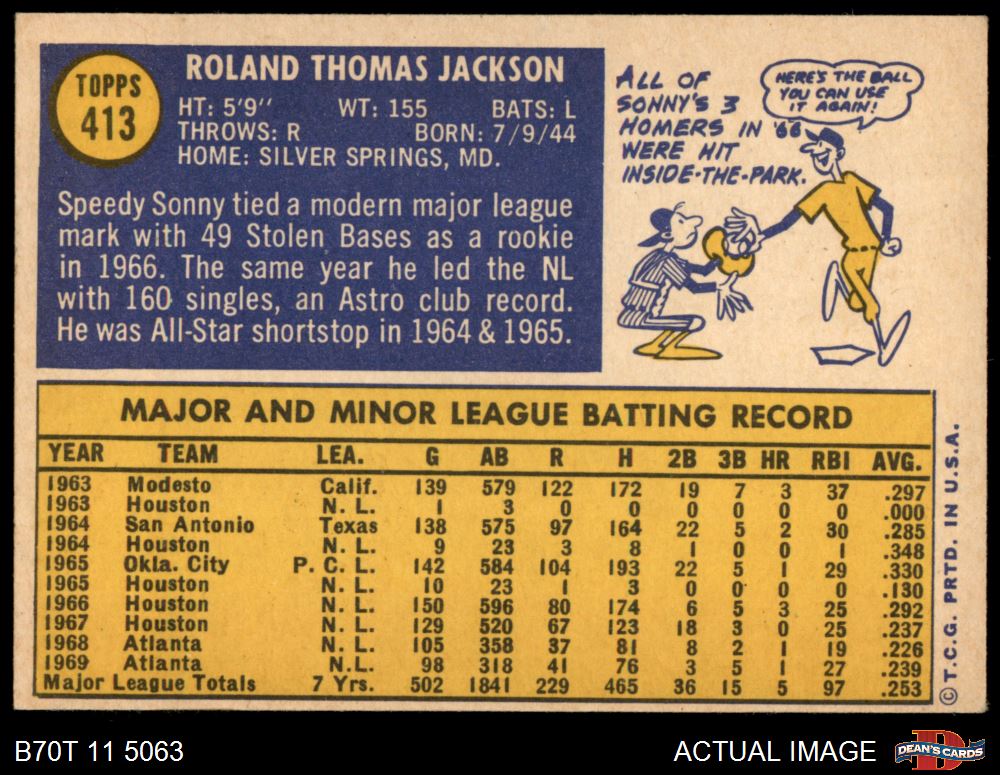 TOPPS
413
ROLAND THOMAS JACKSON
HT: 5'9" WT: 155 BATS: L
THROWS: R BORN: 7/9/44
HOME: SILVER SPRINGS, MD.
Speedy Sonny tied a modern major league
mark with 49 Stolen Bases as a rookie
in 1966. The same year he led the NL
with 160 singles, an Astro club record.
He was All-Star shortstop in 1964 & 1965.
ALL OF
SONNY'S 3
HOMERS IN '66
WERE HIT
INSIDE-THE-PARK.
HERE'S THE BALL
YOU CAN USE
IT AGAIN!
MAJOR AND MINOR LEAGUE BATTING RECORD
YEAR TEAM LEA. G AB R H 2B 3B HR RBI AVG.
1963 Modesto Calif. 139 579 122 172 19 7 3 37 .297
1963 Houston N. L. 1 3 0 0 0 0 0 0 .000
1964 San Antonio Texas 138 575 97 164 22 5 2 30 .285
1964 Houston N. L. 9 23 3 8 1 0 0 1 .348
1965 Okla. City P. C. L. 142 584 104 193 22 5 1 29 .330
1965 Houston N. L. 10 23 1 3 0 0 0 0 .130
1966 Houston N. L. 150 596 80 174 6 5 3 25 .292
1967 Houston N. L. 129 520 67 123 18 3 0 25 .237
1968 Atlanta N. L. 105 358 37 81 8 2 1 19 .226
1969 Atlanta N.L. 98 318 41 76 3 5 1 27 .239
Major League Totals 7 Yrs. 502 1841 229 465 36 15 5 97 .253
© T.C.G. PRTD. IN U.S.A.
B70T 11 5063
ACTUAL IMAGE
DEAN'S CARDS